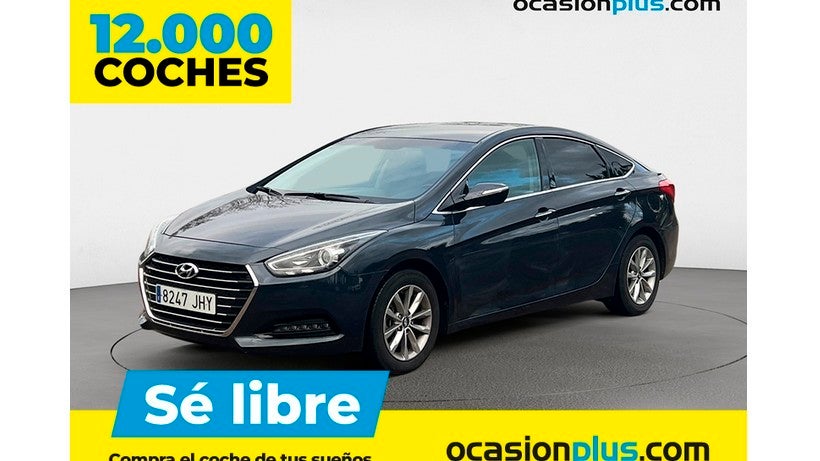 ocasionplus.com
12.000
COCHES
8247 JHY
Sé libre
Compra el coche de tus sueños
ocasionplus.com